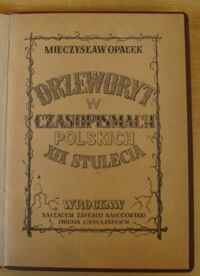 MIECZYSŁAW OPAŁEK
DRZEWORYT
W
CZASOPISMACH
POLSKICH
XIX STULECIA
WROCŁAW
NAKŁADEM ZAKŁADU NARODOWEGO
IMIENIA OSSOLIŃSKICH